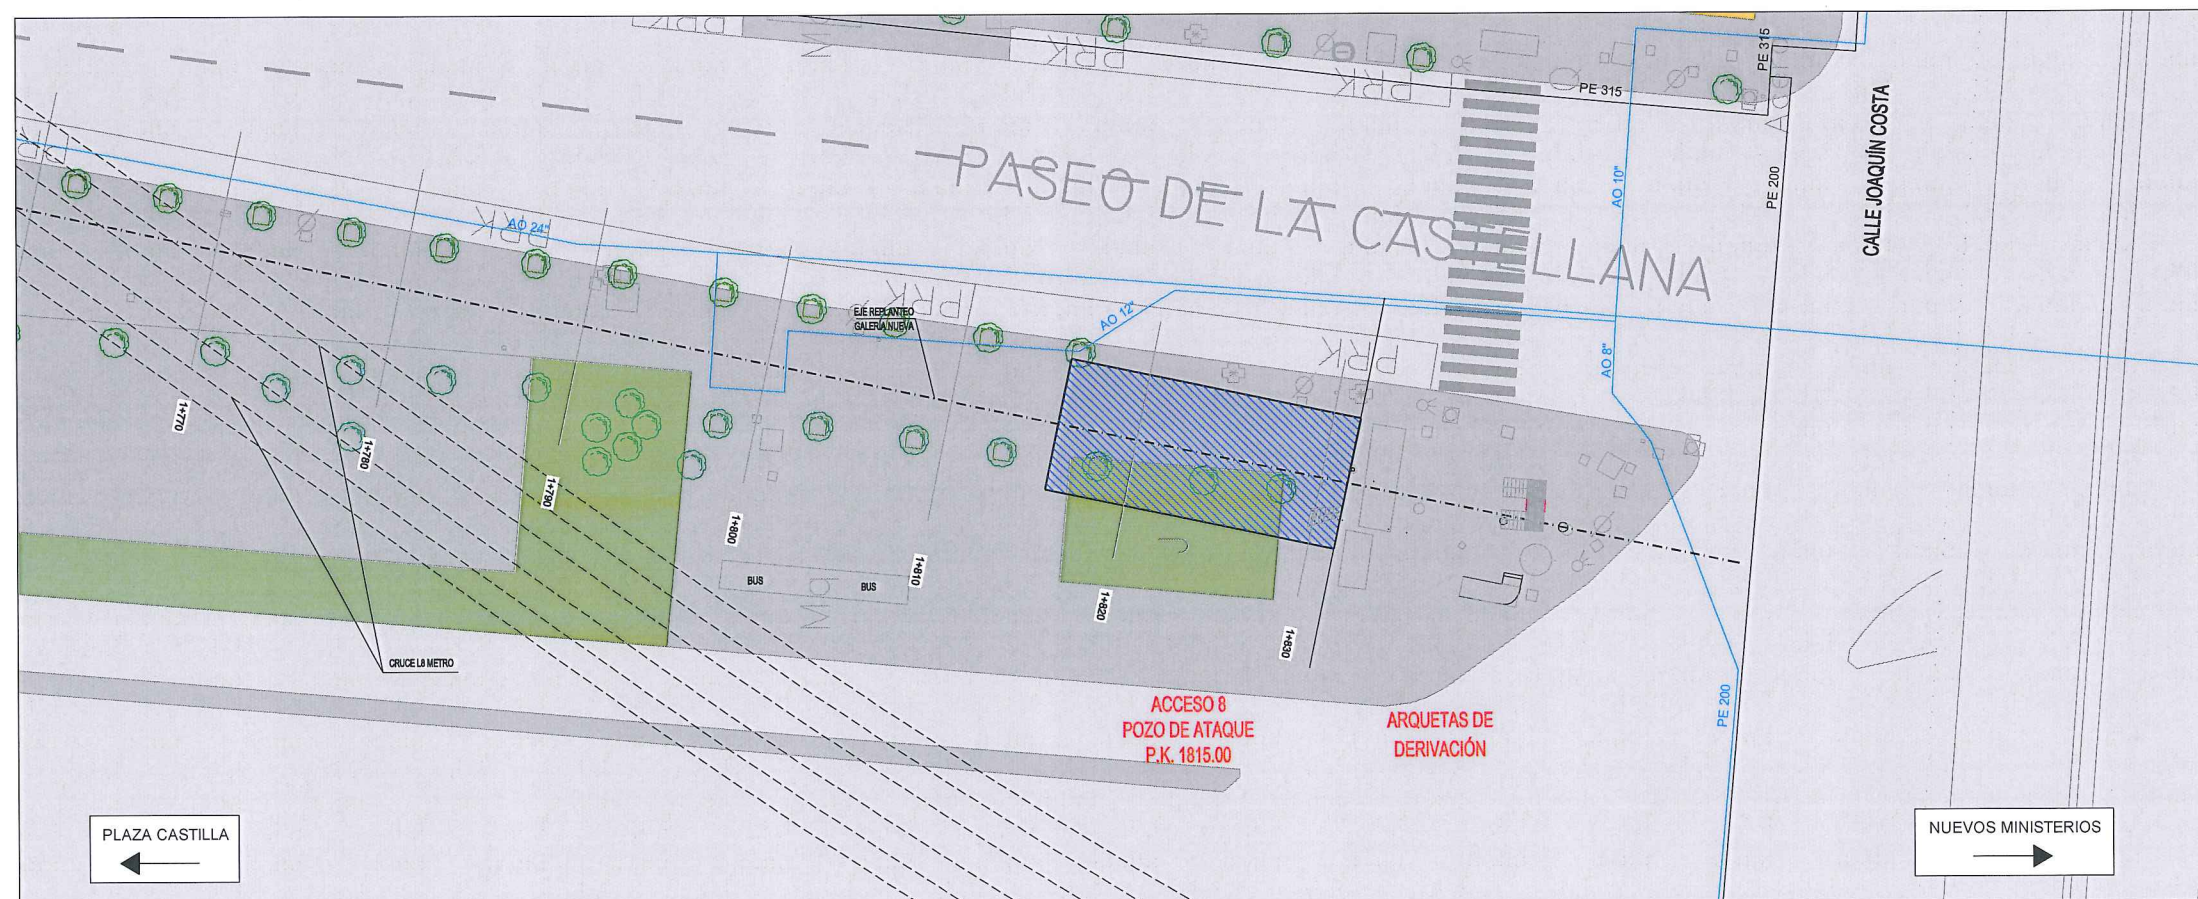 PRK
PRK
PRK
PE 315
PE 315
CALLE JOAQUÍN COSTA
PE 200
AO 10"
PASEO DE LA CASTELLANA
AO 24"
PRK
PRK
PRK
EJE REPLANTEO
GALERÍA NUEVA
AO 12"
AO 8"
1+770
1+780
1+790
1+800
1+810
1+820
1+830
BUS
BUS
CRUCE L8 METRO
PE 200
ACCESO 8
POZO DE ATAQUE
P.K. 1815.00
ARQUETAS DE
DERIVACIÓN
PLAZA CASTILLA
NUEVOS MINISTERIOS